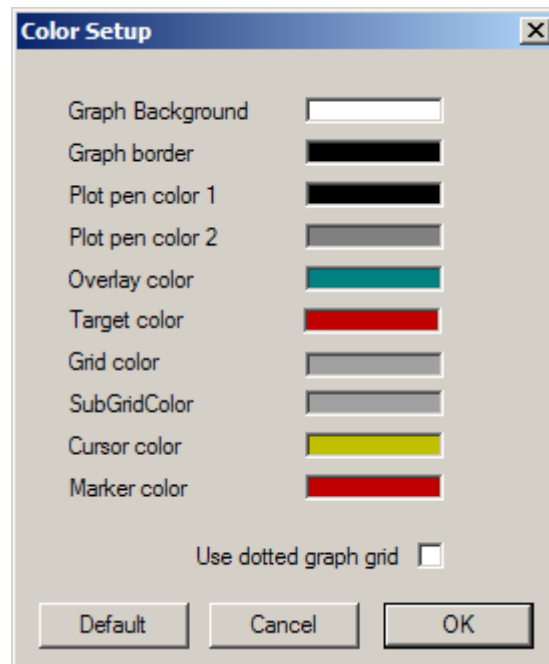 Color Setup
Graph Background
Graph border
Plot pen color 1
Plot pen color 2
Overlay color
Target color
Grid color
SubGridColor
Cursor color
Marker color
Use dotted graph grid
Default Cancel OK